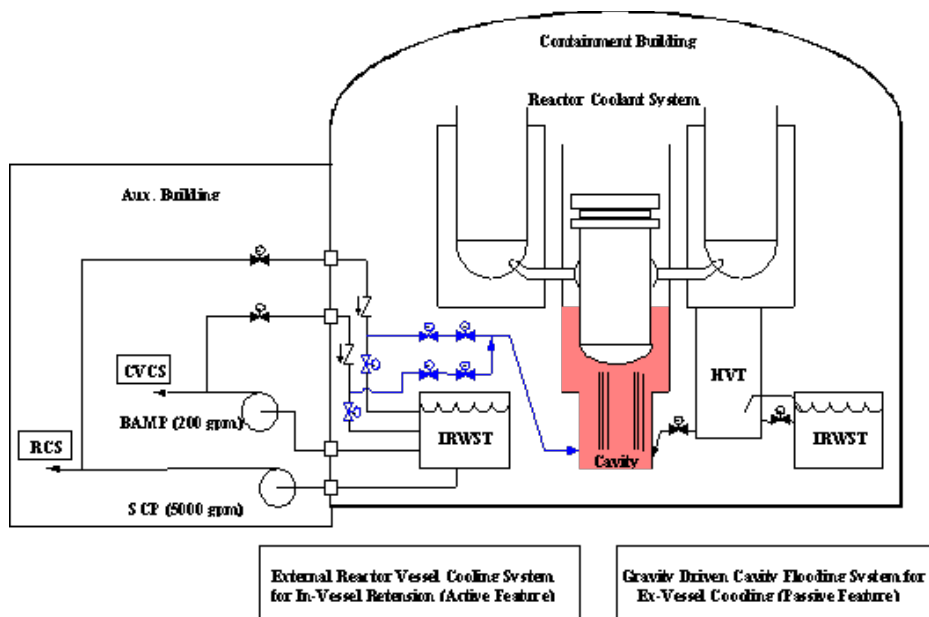 Containment Building
Reactor Coolant System
Aux. Building
CVCS
BAMP (200 gpm)
RCS
SCP (5000 gpm)
IRWST
HVT
IRWST
Cavity
External Reactor Vessel Cooling System
for In-Vessel Retention (Active Feature)
Gravity Driven Cavity Flooding System for
Ex-Vessel Cooding (Passive Feature)